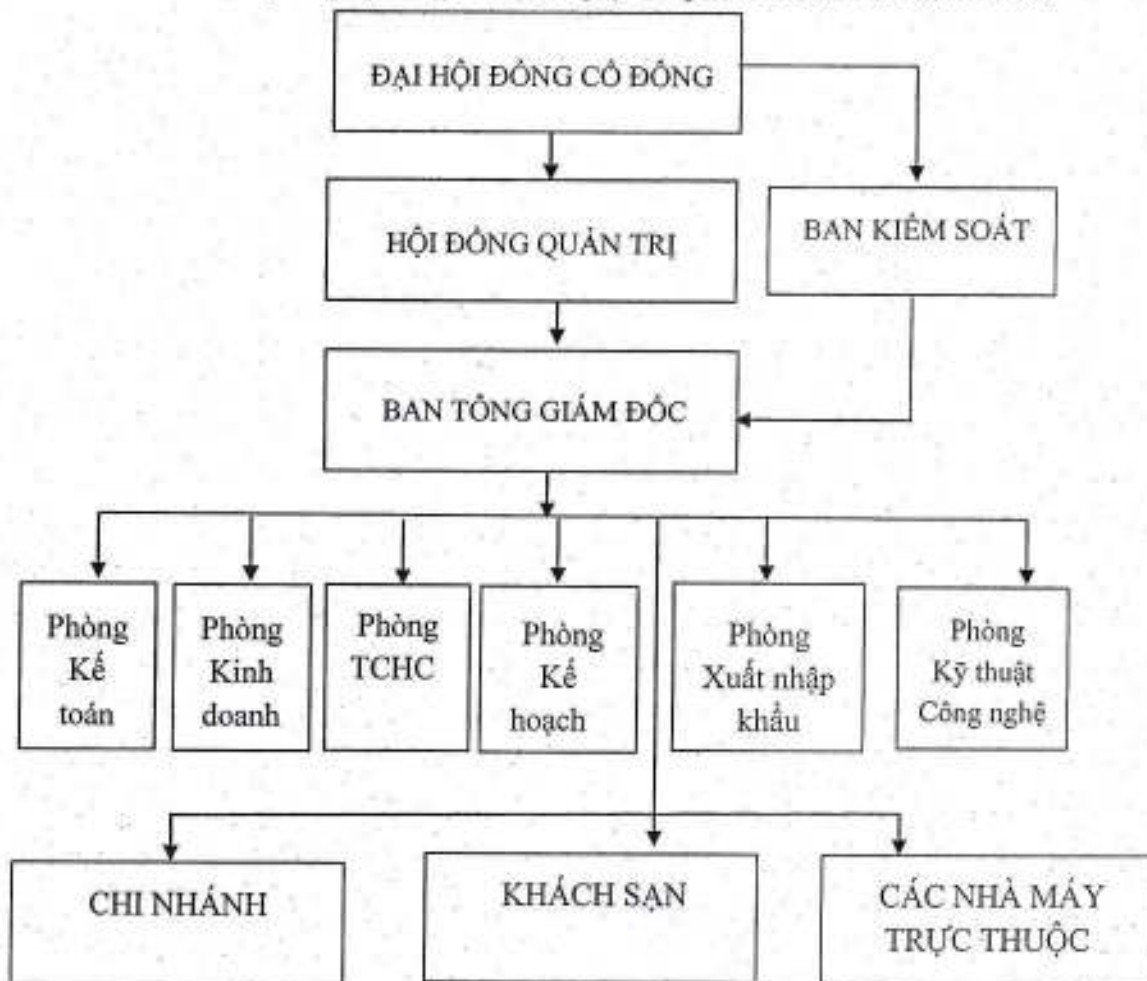 ĐẠI HỘI ĐỒNG CỔ ĐÔNG
HỘI ĐỒNG QUẢN TRỊ
BAN KIỂM SOÁT
BAN TỔNG GIÁM ĐỐC
Phòng
Kế
toán
Phòng
Kinh
doanh
Phòng
TCHC
Phòng
Kế
hoạch
Phòng
Xuất nhập
khẩu
Phòng
Kỹ thuật
Công nghệ
CHI NHÁNH
KHÁCH SẠN
CÁC NHÀ MÁY
TRỰC THUỘC